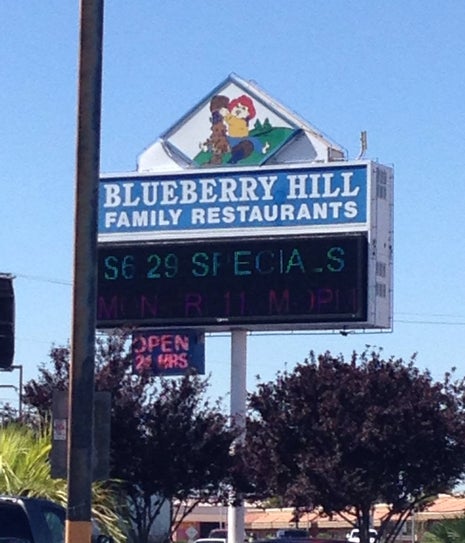 BLUEBERRY HILL
FAMILY RESTAURANTS
$6.29 SPECIALS
OPEN
24 HRS